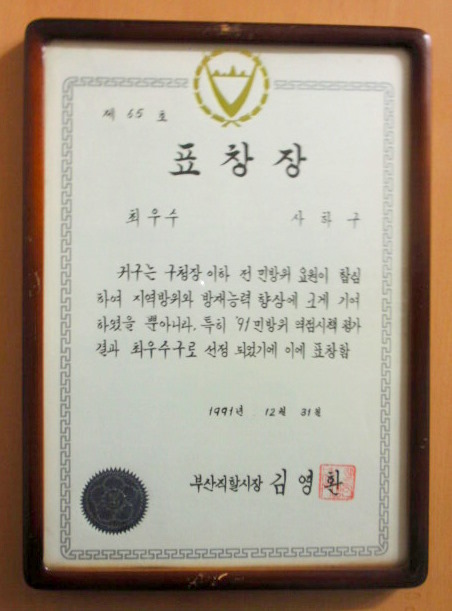 제 65 호
표창장
최우수 사하구
귀구는 구청장 이하 전 민방위 요원이 합심
하여 지역방위와 방재능력 향상에 크게 기여
하였을 뿐아니라, 특히 '91 민방위 역점시책 평가
결과 최우수구로 선정 되었기에 이에 표창함
1991년 12월 31일
부산직할시장 김영환